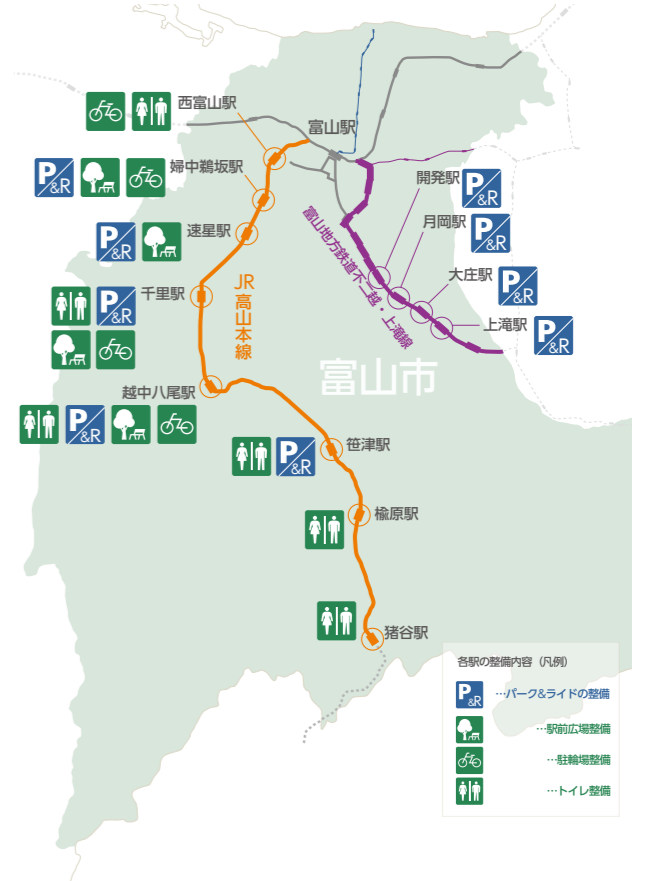 西富山駅
富山駅
婦中鵜坂駅
P&R
開発駅
P&R
速星駅
P&R
月岡駅
P&R
富山地方鉄道不二越・上滝線
大庄駅
P&R
千里駅
P&R
JR高山本線
上滝駅
P&R
富山市
越中八尾駅
P&R
笹津駅
P&R
楡原駅
猪谷駅
各駅の整備内容（凡例）
P&R
…パーク&ライドの整備
…駅前広場整備
…駐輪場整備
…トイレ整備